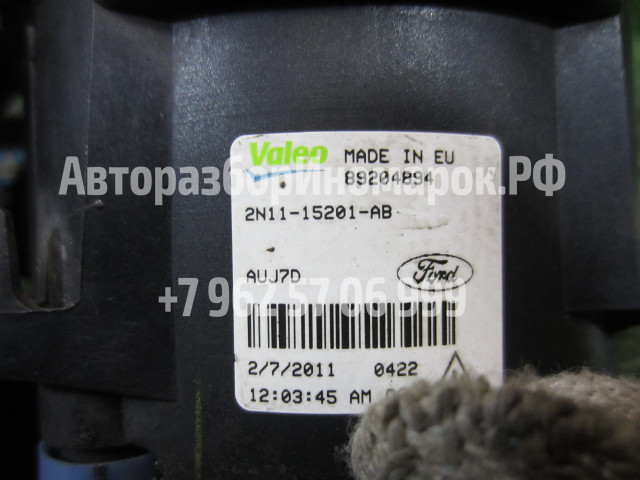 Valeo MADE IN EU
89204894
Авторазбориномарок.РФ
2N11-15201-AB
AUJ7D
Ford
+7 962 57 06 999
2/7/2011 0422
12:03:45 AM